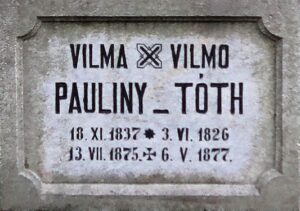 VILMA VILMO
PAULINY _ TÓTH
18. XI. 1837 * 3. VI. 1826
13. VII. 1875. ✠ 6. V. 1877.